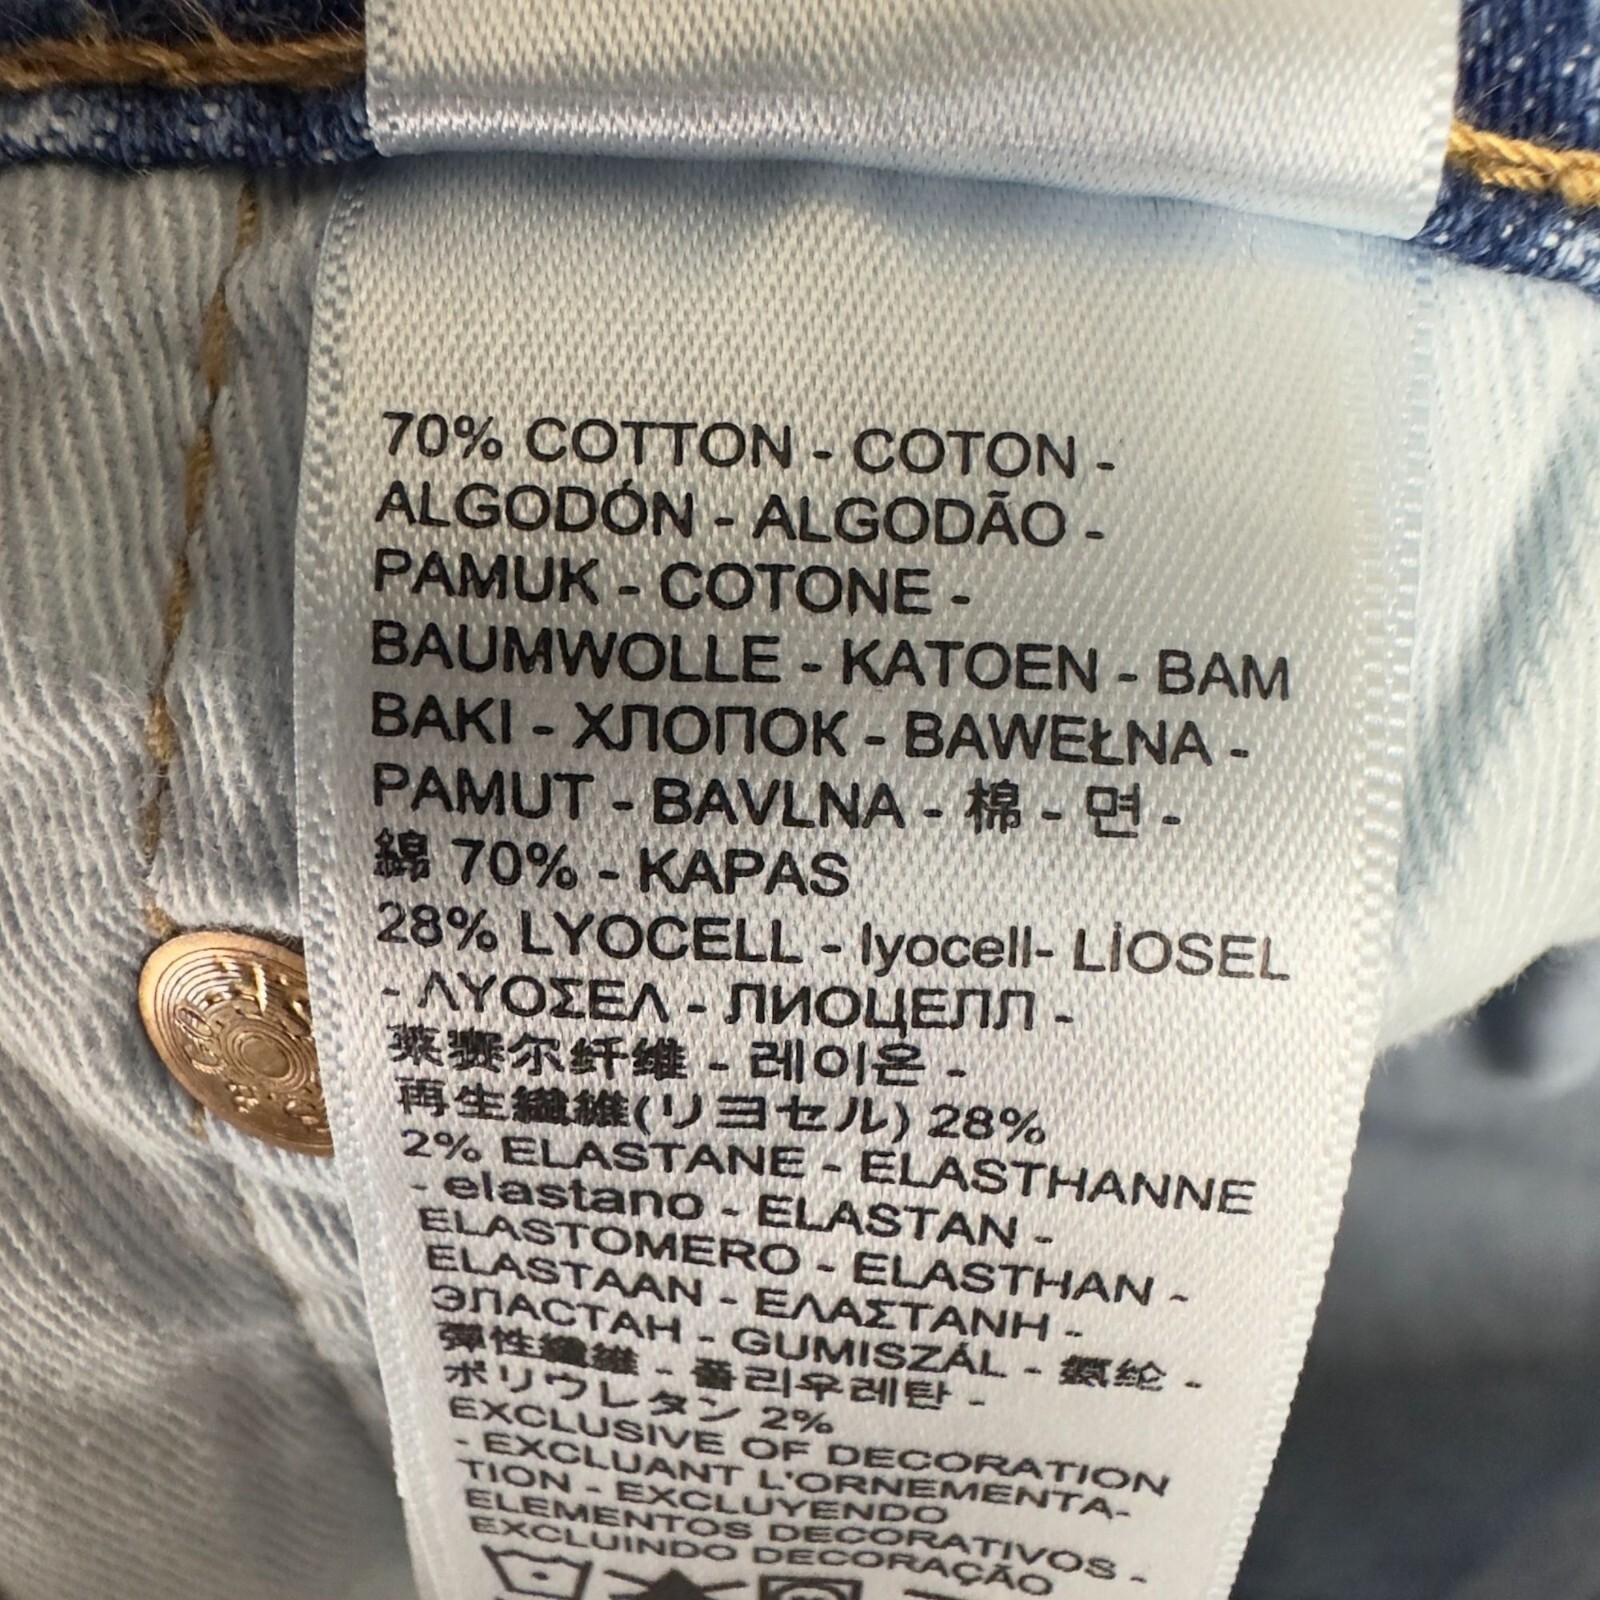 70% COTTON - COTON -
ALGODÓN - ALGODÃO -
PAMUK - COTONE -
BAUMWOLLE - KATOEN - BAM
BAKI - ХЛОПОК - BAWEŁNA -
PAMUT - BAVLNA - 棉 - 면 -
綿 70% - KAPAS
28% LYOCELL - lyocell- LİOSEL
- ΛΥΟΣΕΛ - ЛИОЦЕЛЛ -
莱赛尔纤维 - 레이온 -
再生繊維(リヨセル) 28%
2% ELASTANE - ELASTHANNE
- elastano - ELASTAN -
ELASTOMERO - ELASTHAN -
ELASTAAN - ΕΛΑΣΤΑΝΗ -
ЭЛАСТАН - GUMISZÁL - 氨纶 -
彈性纖維 - 폴리우레탄 -
ポリウレタン 2%
EXCLUSIVE OF DECORATION
- EXCLUANT L'ORNEMENTA-
TION - EXCLUYENDO
ELEMENTOS DECORATIVOS -
EXCLUINDO DECORAÇÃO